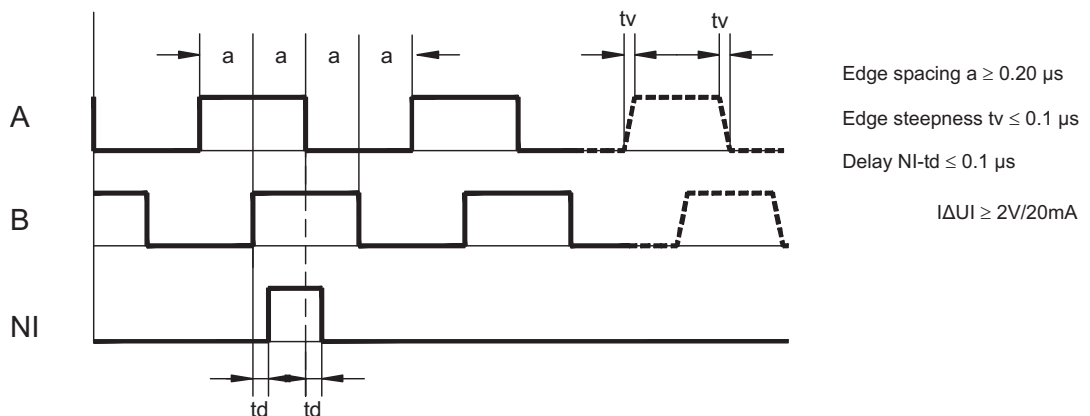 tv tv
a a a a
A
B
NI
td td
Edge spacing a ≥ 0.20 µs
Edge steepness tv ≤ 0.1 µs
Delay NI-td ≤ 0.1 µs
IΔUI ≥ 2V/20mA